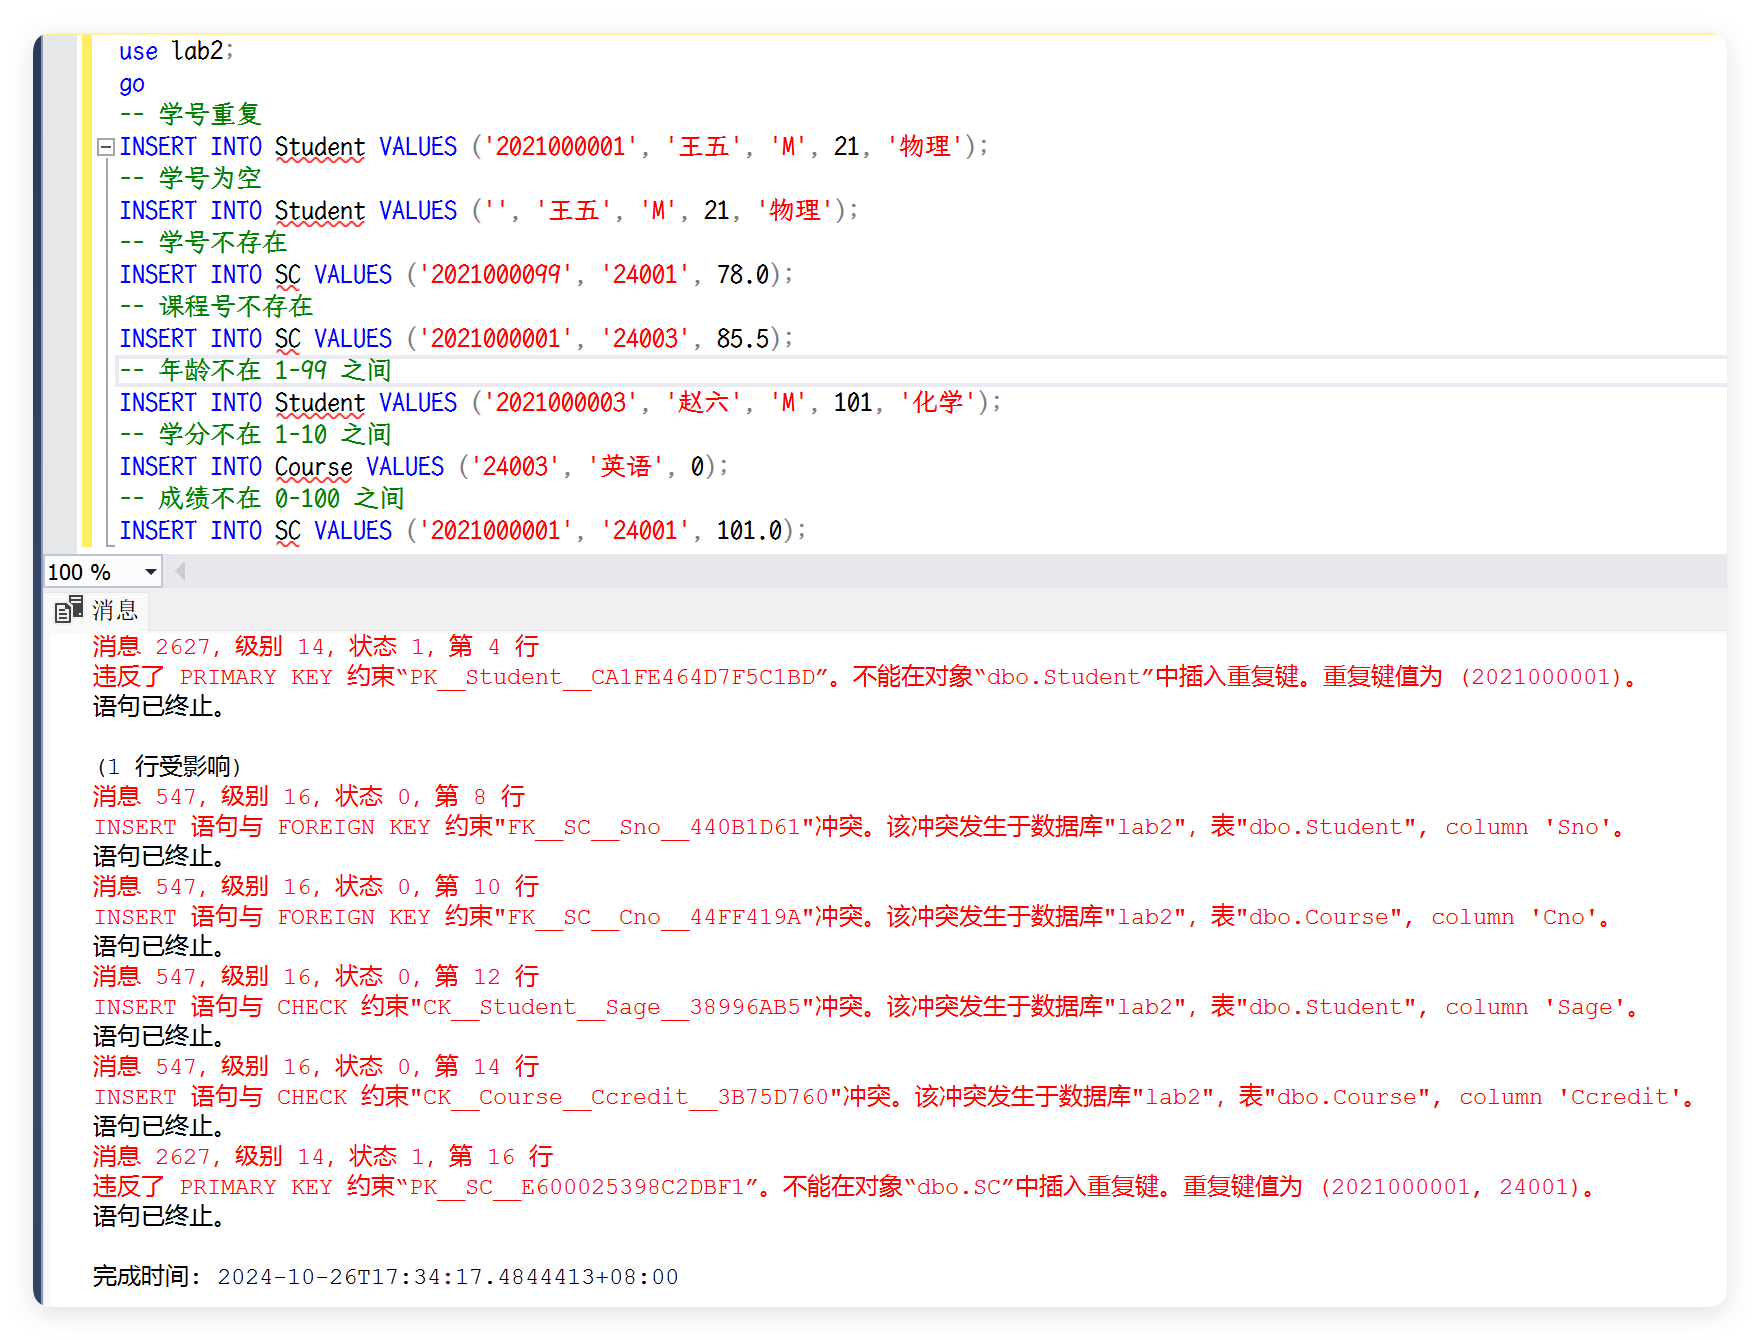 use lab2;
go
-- 学号重复
INSERT INTO Student VALUES ('2021000001', '王五', 'M', 21, '物理');
-- 学号为空
INSERT INTO Student VALUES ('', '王五', 'M', 21, '物理');
-- 学号不存在
INSERT INTO SC VALUES ('2021000099', '24001', 78.0);
-- 课程号不存在
INSERT INTO SC VALUES ('2021000001', '24003', 85.5);
-- 年龄不在 1-99 之间
INSERT INTO Student VALUES ('2021000003', '赵六', 'M', 101, '化学');
-- 学分不在 1-10 之间
INSERT INTO Course VALUES ('24003', '英语', 0);
-- 成绩不在 0-100 之间
INSERT INTO SC VALUES ('2021000001', '24001', 101.0);
100 %
消息
消息 2627，级别 14，状态 1，第 4 行
违反了 PRIMARY KEY 约束“PK__Student__CA1FE464D7F5C1BD”。不能在对象“dbo.Student”中插入重复键。重复键值为 (2021000001)。
语句已终止。
(1 行受影响)
消息 547，级别 16，状态 0，第 8 行
INSERT 语句与 FOREIGN KEY 约束"FK__SC__Sno__440B1D61"冲突。该冲突发生于数据库"lab2"，表"dbo.Student", column 'Sno'。
语句已终止。
消息 547，级别 16，状态 0，第 10 行
INSERT 语句与 FOREIGN KEY 约束"FK__SC__Cno__44FF419A"冲突。该冲突发生于数据库"lab2"，表"dbo.Course", column 'Cno'。
语句已终止。
消息 547，级别 16，状态 0，第 12 行
INSERT 语句与 CHECK 约束"CK__Student__Sage__38996AB5"冲突。该冲突发生于数据库"lab2"，表"dbo.Student", column 'Sage'。
语句已终止。
消息 547，级别 16，状态 0，第 14 行
INSERT 语句与 CHECK 约束"CK__Course__Ccredit__3B75D760"冲突。该冲突发生于数据库"lab2"，表"dbo.Course", column 'Ccredit'。
语句已终止。
消息 2627，级别 14，状态 1，第 16 行
违反了 PRIMARY KEY 约束“PK__SC__E600025398C2DBF1”。不能在对象“dbo.SC”中插入重复键。重复键值为 (2021000001, 24001)。
语句已终止。
完成时间: 2024-10-26T17:34:17.4844413+08:00